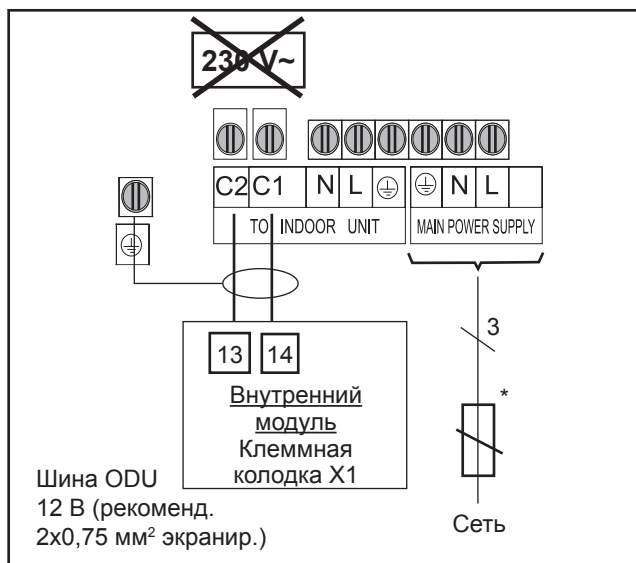 230 V~
C2 C1 N L N L
TO INDOOR UNIT MAIN POWER SUPPLY
3
13 14
*
Внутренний
модуль
Клеммная
колодка X1
Шина ODU
12 В (рекоменд.
2x0,75 мм² экранир.)
Сеть